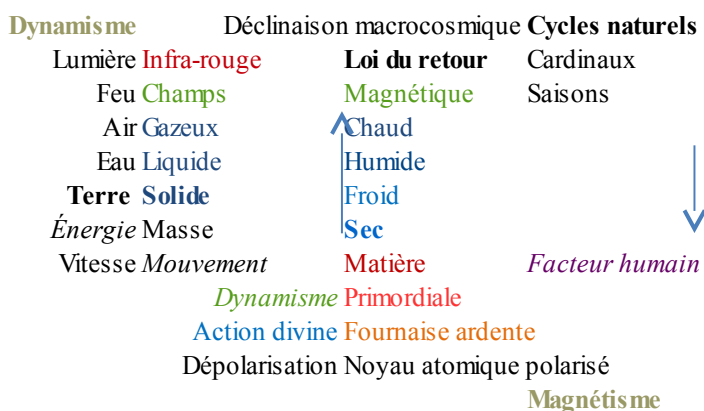 Dynamisme Déclinaison macrocosmique Cycles naturels
Lumière Infra-rouge Loi du retour Cardinaux
Feu Champs Magnétique Saisons
Air Gazeux Chaud
Eau Liquide Humide
Terre Solide Froid
Énergie Masse Sec
Vitesse Mouvement Matière Facteur humain
Dynamisme Primordiale
Action divine Fournaise ardente
Dépolarisation Noyau atomique polarisé
Magnétisme